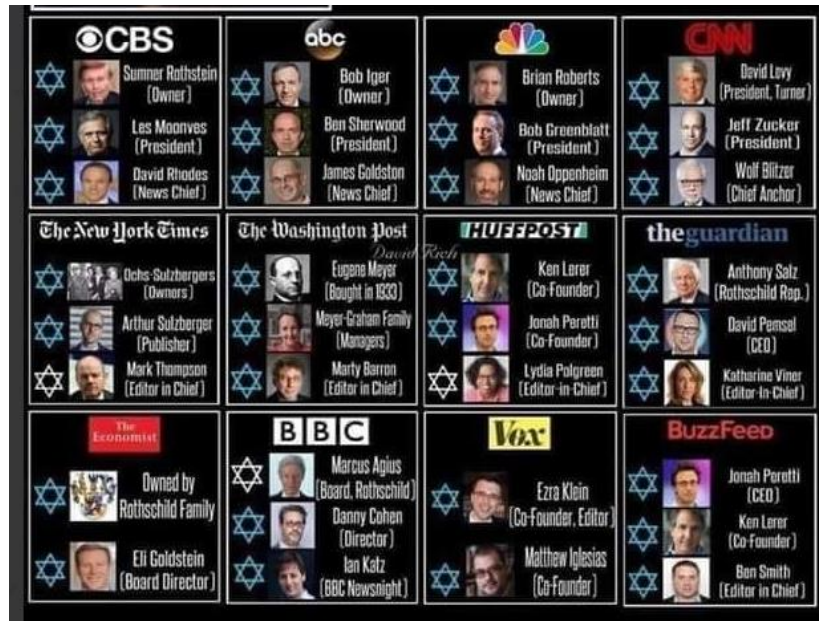 CBS
Sumner Rothstein
(Owner)
Les Moonves
(President)
David Rhodes
(News Chief)
abc
Bob Iger
(Owner)
Ben Sherwood
(President)
James Goldston
(News Chief)
Brian Roberts
(Owner)
Bob Greenblatt
(President)
Noah Oppenheim
(News Chief)
CNN
David Levy
(President, Turner)
Jeff Zucker
(President)
Wolf Blitzer
(Chief Anchor)
The New York Times
Ochs-Sulzbergers
(Owners)
Arthur Sulzberger
(Publisher)
Mark Thompson
(Editor in Chief)
The Washington Post
David Rich
Eugene Meyer
(Bought in 1933)
Meyer-Graham Family
(Managers)
Marty Barron
(Editor in Chief)
HUFFPOST
Ken Lerer
(Co-Founder)
Jonah Peretti
(Co-Founder)
Lydia Polgreen
(Editor-in-Chief)
theguardian
Anthony Salz
(Rothschild Rep.)
David Pemsel
(CEO)
Katharine Viner
(Editor-In-Chief)
The
Economist
Owned by
Rothschild Family
Eli Goldstein
(Board Director)
BBC
Marcus Agius
(Board, Rothschild)
Danny Cohen
(Director)
Ian Katz
(BBC Newsnight)
Vox
Ezra Klein
(Co-Founder, Editor)
Matthew Iglesias
(Co-Founder)
BuzzFeed
Jonah Peretti
(CEO)
Ken Lerer
(Co-Founder)
Ben Smith
(Editor in Chief)